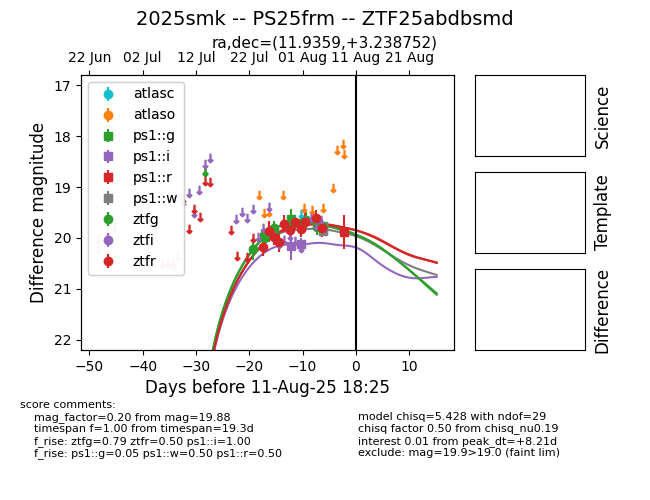 2025smk -- PS25frm -- ZTF25abdbsmd
ra,dec=(11.9359,+3.238752)
22 Jun 02 Jul 12 Jul 22 Jul 01 Aug 11 Aug 21 Aug
17
18
19
20
21
22
Difference magnitude
atlasc
atlaso
ps1::g
ps1::i
ps1::r
ps1::w
ztfg
ztfi
ztfr
−50 −40 −30 −20 −10 0 10
Days before 11-Aug-25 18:25
Science
Template
Difference
score comments:
mag_factor=0.20 from mag=19.88
timespan f=1.00 from timespan=19.3d
f_rise: ztfg=0.79 ztfr=0.50 ps1::i=1.00
f_rise: ps1::g=0.05 ps1::w=0.50 ps1::r=0.50
model chisq=5.428 with ndof=29
chisq factor 0.50 from chisq_nu0.19
interest 0.01 from peak_dt=+8.21d
exclude: mag=19.9>19.0 (faint lim)